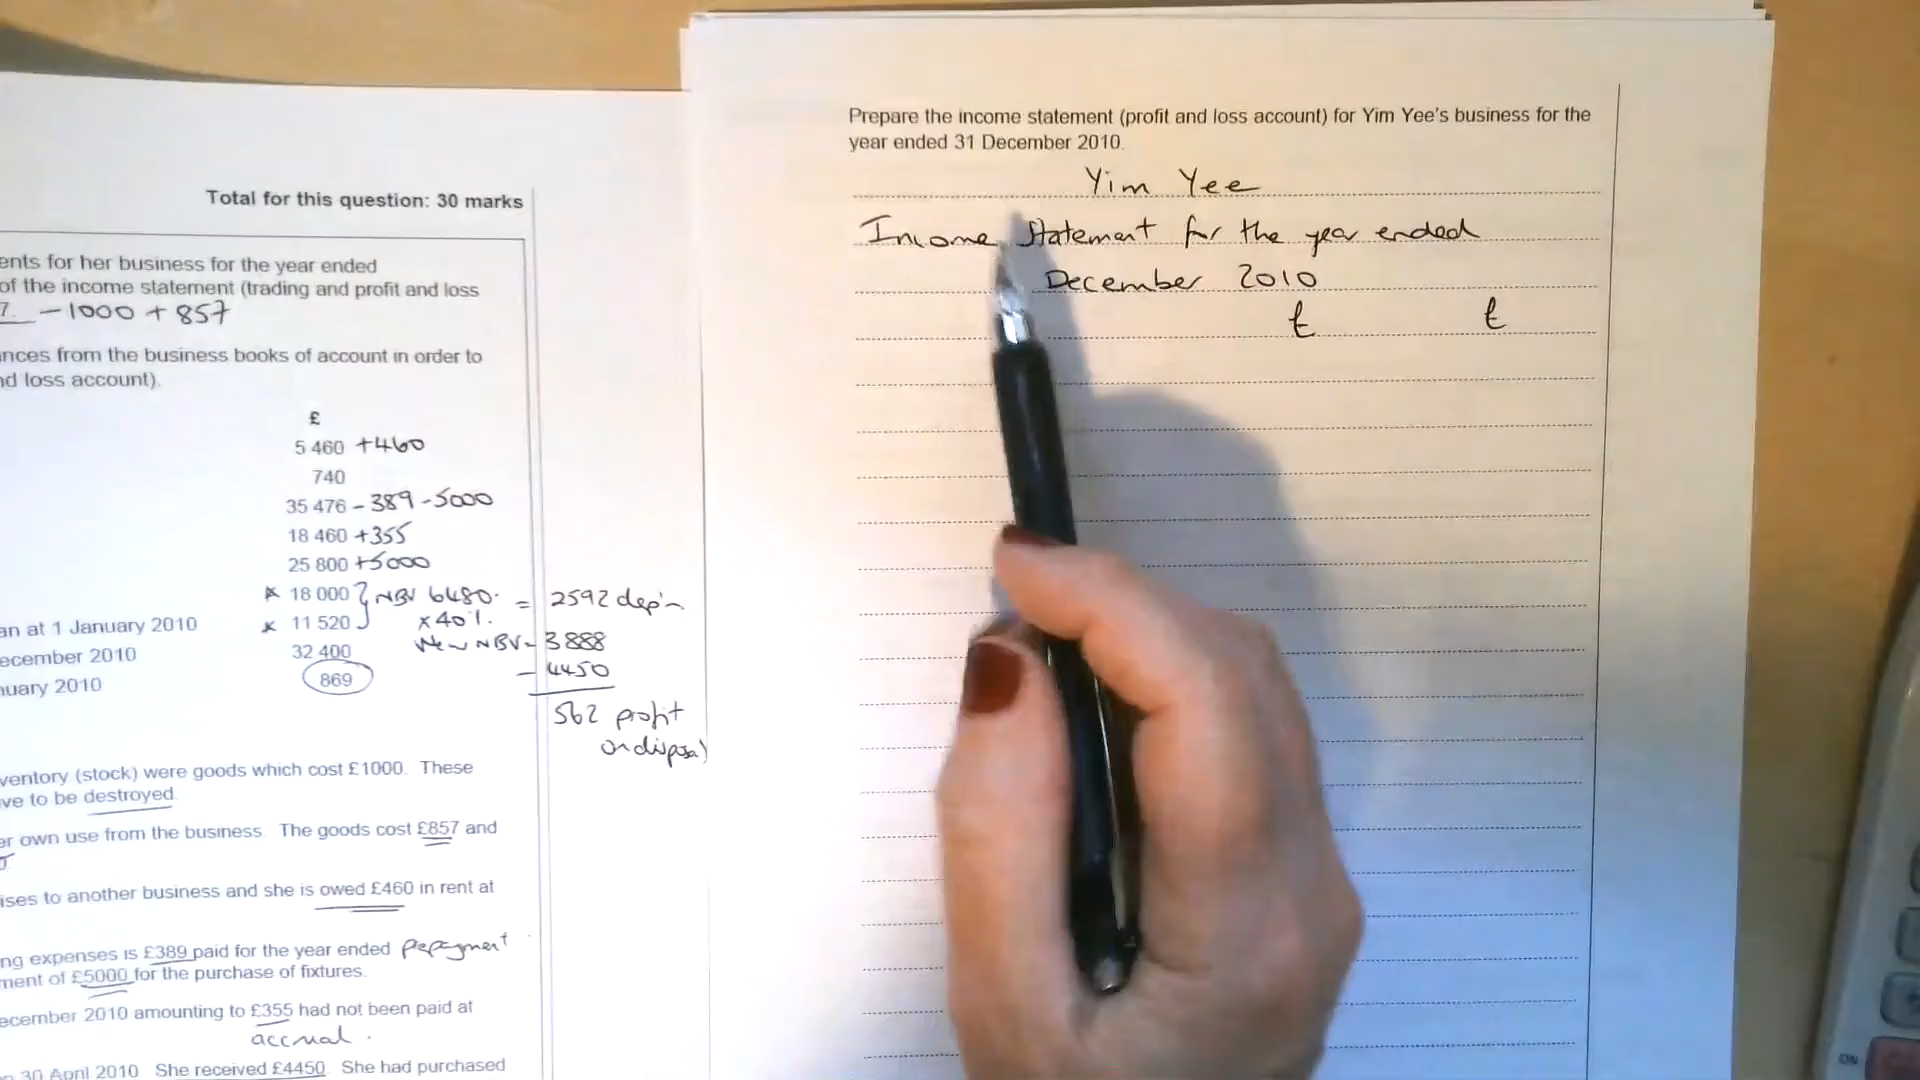 Total for this question: 30 marks
ents for her business for the year ended
of the income statement (trading and profit and loss
7. - 1000 + 857
nces from the business books of account in order to
nd loss account).
£
5 460 +460
740
35 476 - 389 - 5000
18 460 +355
25 800 +5000
* 18 000 } NBV 6480. = 2592 dep'n
an at 1 January 2010 * 11 520 x 40%.
ecember 2010 32 400 New NBV - 3888
nuary 2010 869 - 4450
562 profit
on disposal
ventory (stock) were goods which cost £1000. These
ve to be destroyed
er own use from the business. The goods cost £857 and
ises to another business and she is owed £460 in rent at
ng expenses is £389 paid for the year ended prepayment
ment of £5000 for the purchase of fixtures.
ecember 2010 amounting to £355 had not been paid at
accrual.
n 30 April 2010 She received £4450. She had purchased
Prepare the income statement (profit and loss account) for Yim Yee's business for the
year ended 31 December 2010.
Yim Yee
Income Statement for the year ended
December 2010
£ £
ON